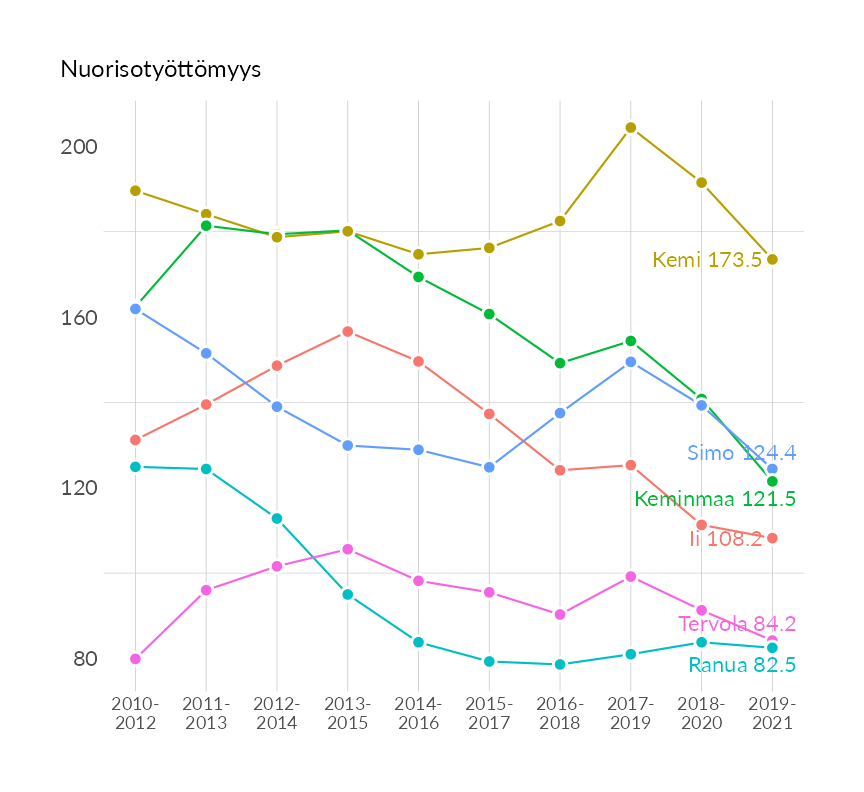 Nuorisotyöttömyys
200
Kemi 173.5
160
Simo 124.4
120
Keminmaa 121.5
Ii 108.2
Tervola 84.2
80
Ranua 82.5
2010- 2011- 2012- 2013- 2014- 2015- 2016- 2017- 2018- 2019-
2012 2013 2014 2015 2016 2017 2018 2019 2020 2021